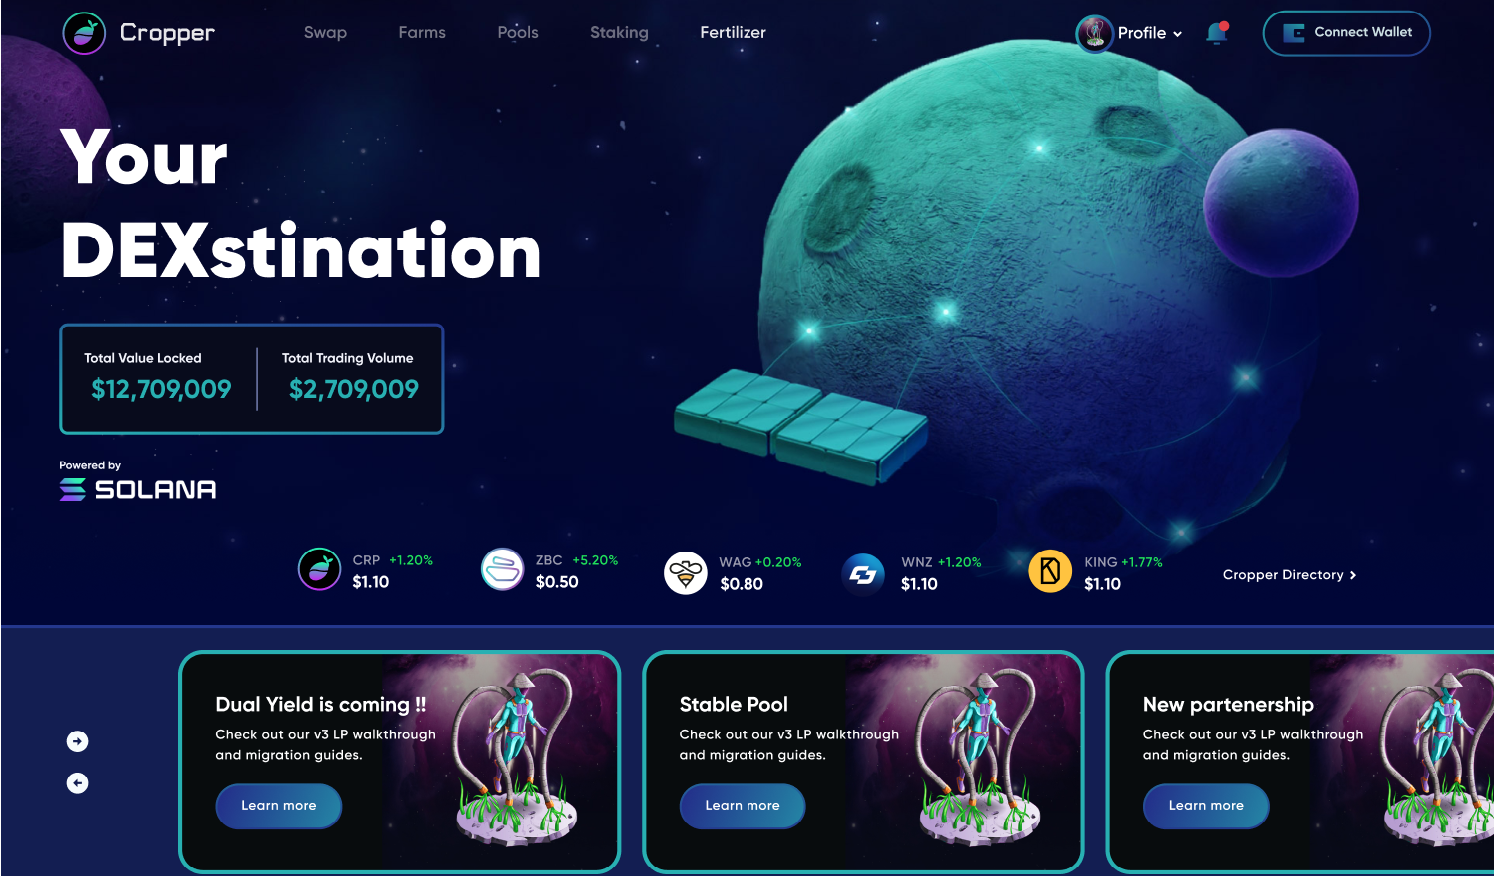 Cropper
Swap
Farms
Pools
Staking
Fertilizer
Profile
Connect Wallet
Your
DEXstination
Total Value Locked
$12,709,009
Total Trading Volume
$2,709,009
Powered by
SOLANA
CRP +1.20%
$1.10
ZBC +5.20%
$0.50
WAG +0.20%
$0.80
WNZ +1.20%
$1.10
KING +1.77%
$1.10
Cropper Directory
Dual Yield is coming !!
Check out our v3 LP walkthrough
and migration guides.
Learn more
Stable Pool
Check out our v3 LP walkthrough
and migration guides.
Learn more
New partenership
Check out our v3 LP walkthrough
and migration guides.
Learn more